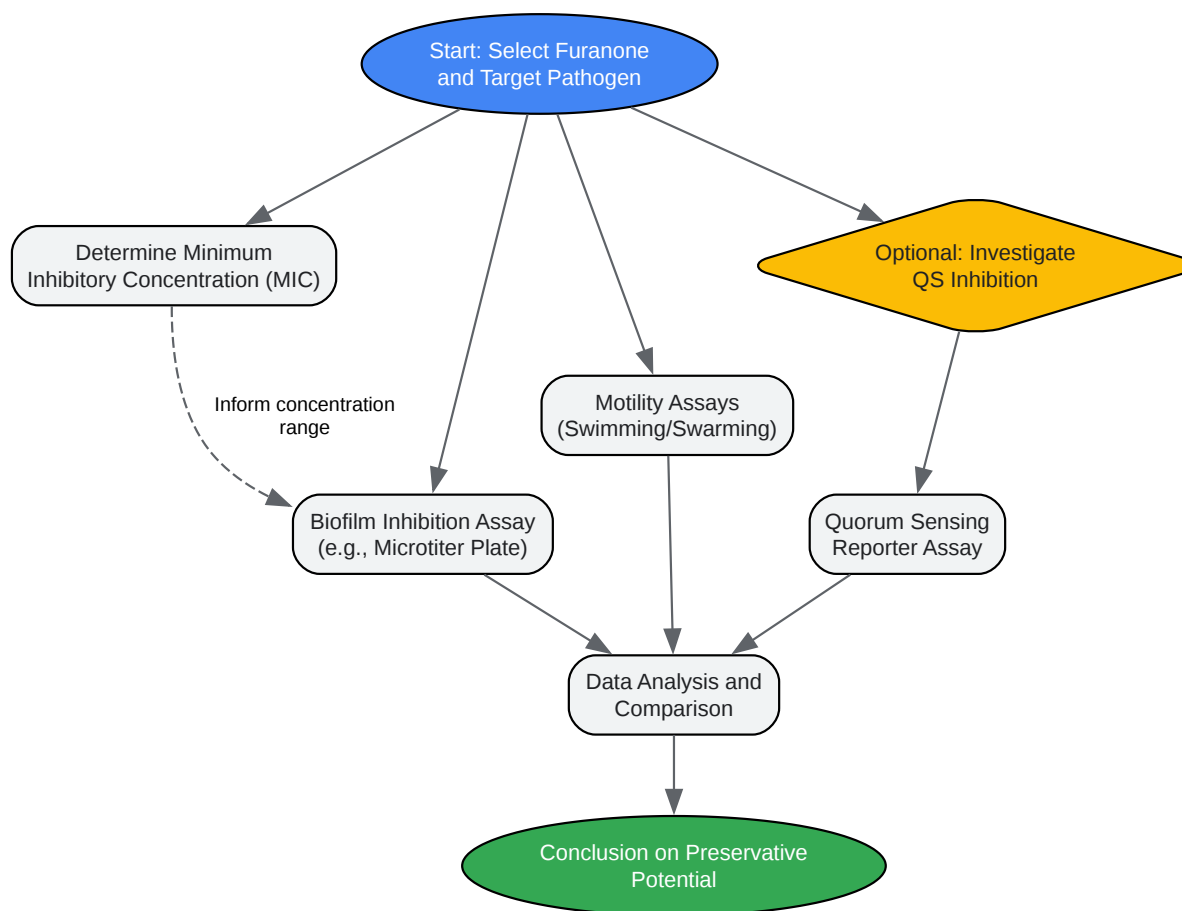 Start: Select Furanone
and Target Pathogen
Determine Minimum
Inhibitory Concentration (MIC)
Optional: Investigate
QS Inhibition
Inform concentration
range
Motility Assays
(Swimming/Swarming)
Biofilm Inhibition Assay
(e.g., Microtiter Plate)
Quorum Sensing
Reporter Assay
Data Analysis and
Comparison
Conclusion on Preservative
Potential